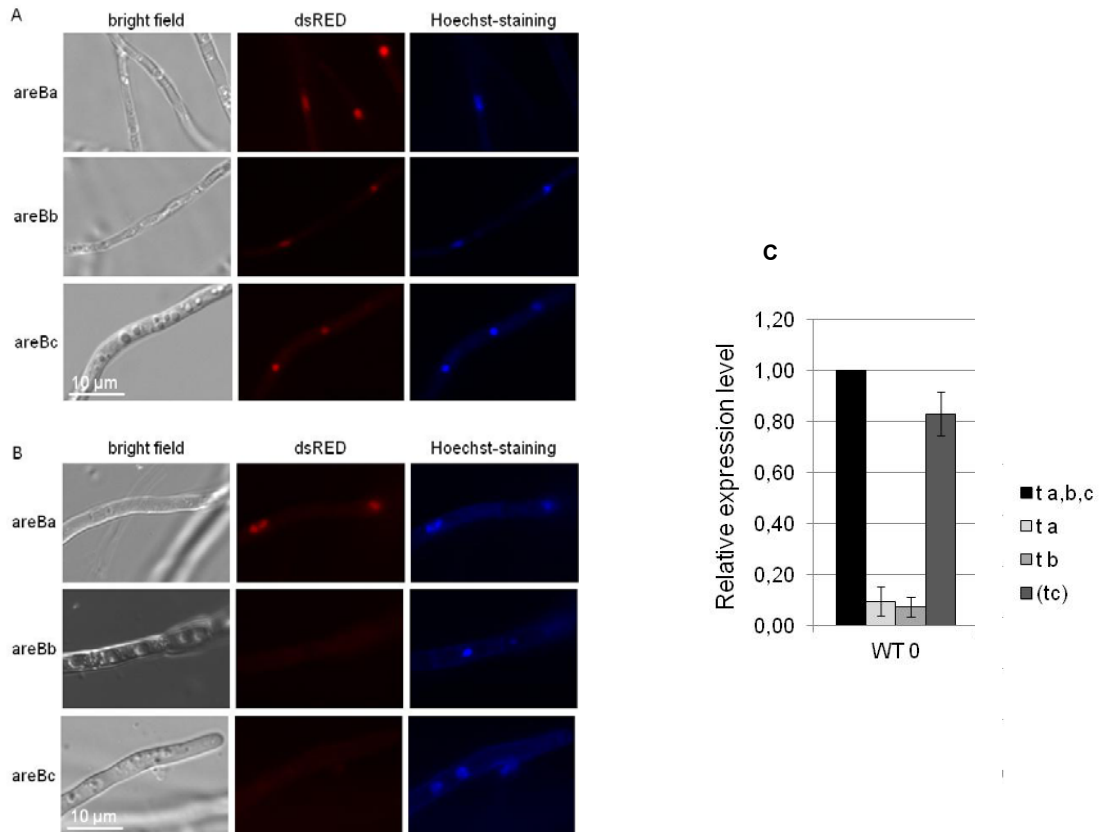 A
bright field dsRED Hoechst-staining
areBa
areBb
areBc
10 µm
B
bright field dsRED Hoechst-staining
areBa
areBb
areBc
10 µm
C
Relative expression level
1,20
1,00
0,80
0,60
0,40
0,20
0,00
WT 0
t a,b,c
t a
t b
(tc)